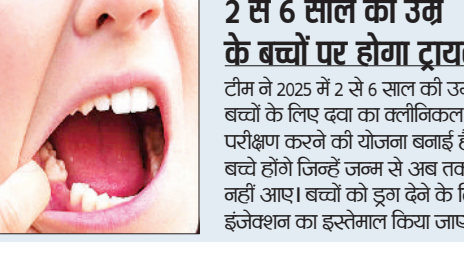 2 से 6 साल की उम्र
के बच्चों पर होगा ट्रायल
टीम ने 2025 में 2 से 6 साल की
बच्चों के लिए दवा का क्लीनिकल
परीक्षण करने की योजना बनाई
बच्चे होंगे जिन्हें जन्म से अब
नहीं आए। बच्चों को ड्रग देने के
इंजेक्शन का इस्तेमाल किया